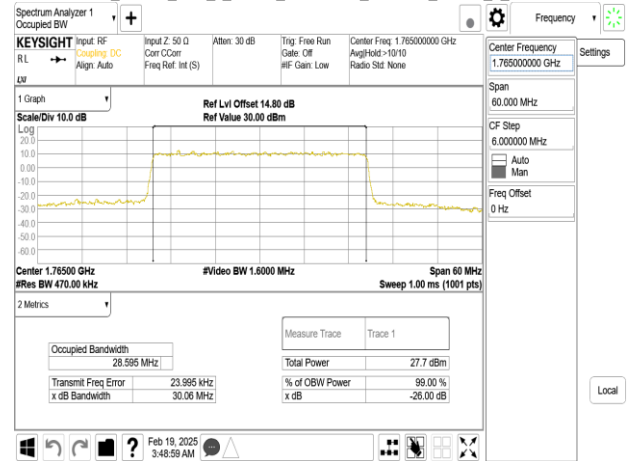 Spectrum Analyzer 1
Occupied BW
Frequency
KEYSIGHT
RL
LXI
Input: RF
Coupling: DC
Align: Auto
Input Z: 50 Ω
Corr CCorr
Freq Ref: Int (S)
Atten: 30 dB
Trig: Free Run
Gate: Off
#IF Gain: Low
Center Freq: 1.765000000 GHz
Avg|Hold:>10/10
Radio Std: None
Center Frequency
1.765000000 GHz
Settings
Span
60.000 MHz
CF Step
6.000000 MHz
Auto
Man
Freq Offset
0 Hz
Local
1 Graph
Scale/Div 10.0 dB
Ref Lvl Offset 14.80 dB
Ref Value 30.00 dBm
Log
20.0
10.0
0.00
-10.0
-20.0
-30.0
-40.0
-50.0
-60.0
Center 1.76500 GHz
#Video BW 1.6000 MHz
Span 60 MHz
#Res BW 470.00 kHz
Sweep 1.00 ms (1001 pts)
2 Metrics
Measure Trace
Trace 1
Occupied Bandwidth
28.595 MHz
Total Power
27.7 dBm
Transmit Freq Error
23.995 kHz
% of OBW Power
99.00 %
x dB Bandwidth
30.06 MHz
x dB
-26.00 dB
?
Feb 19, 2025
3:48:59 AM